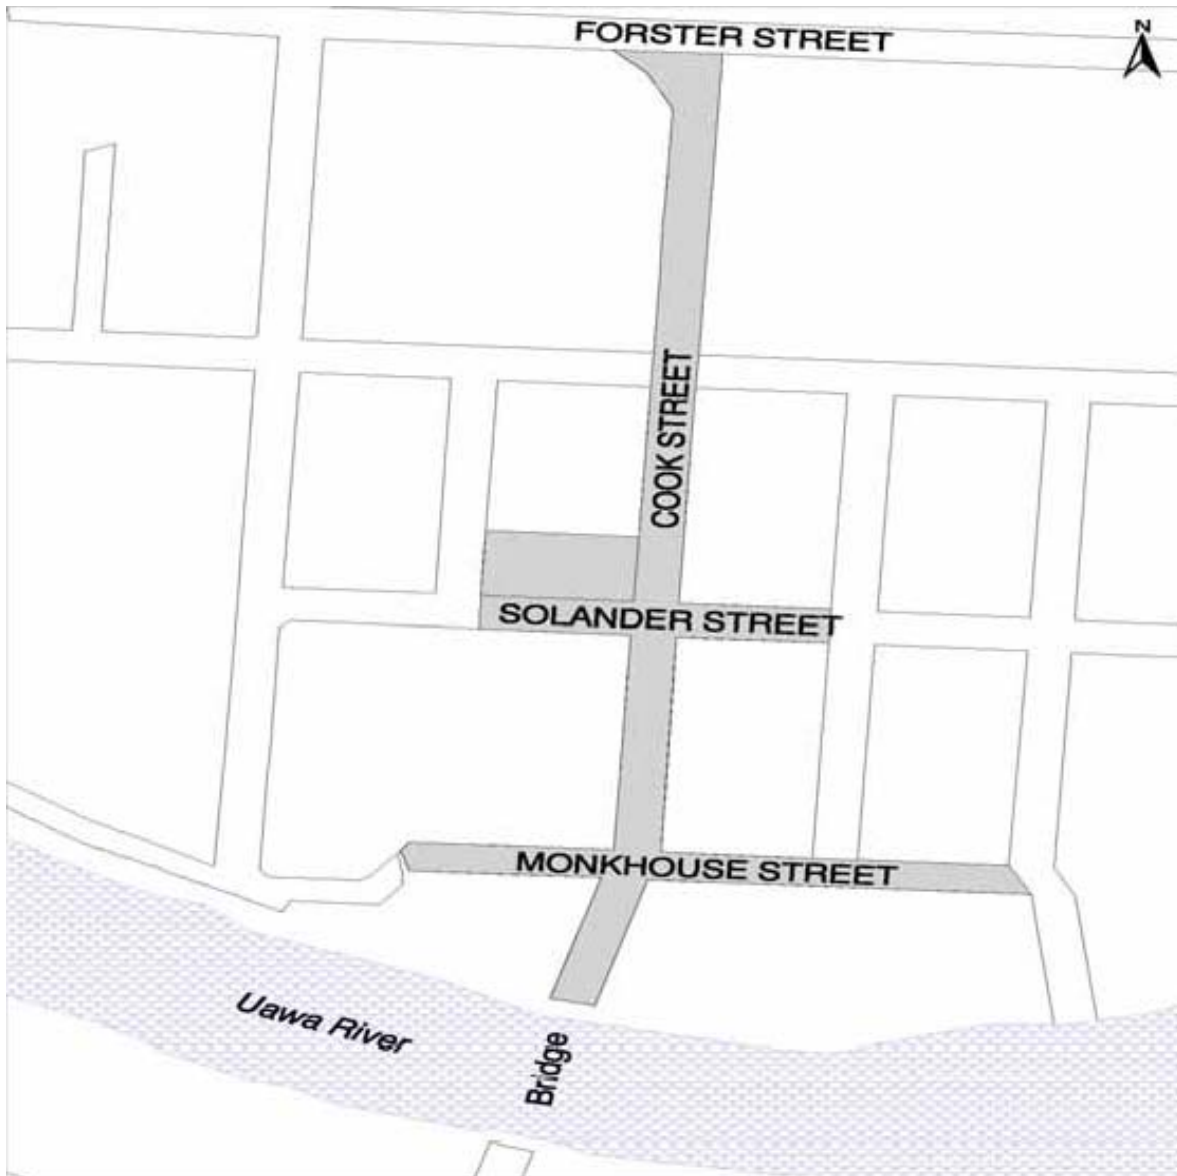 FORSTER STREET
N
COOK STREET
SOLANDER STREET
MONKHOUSE STREET
Uawa River
Bridge